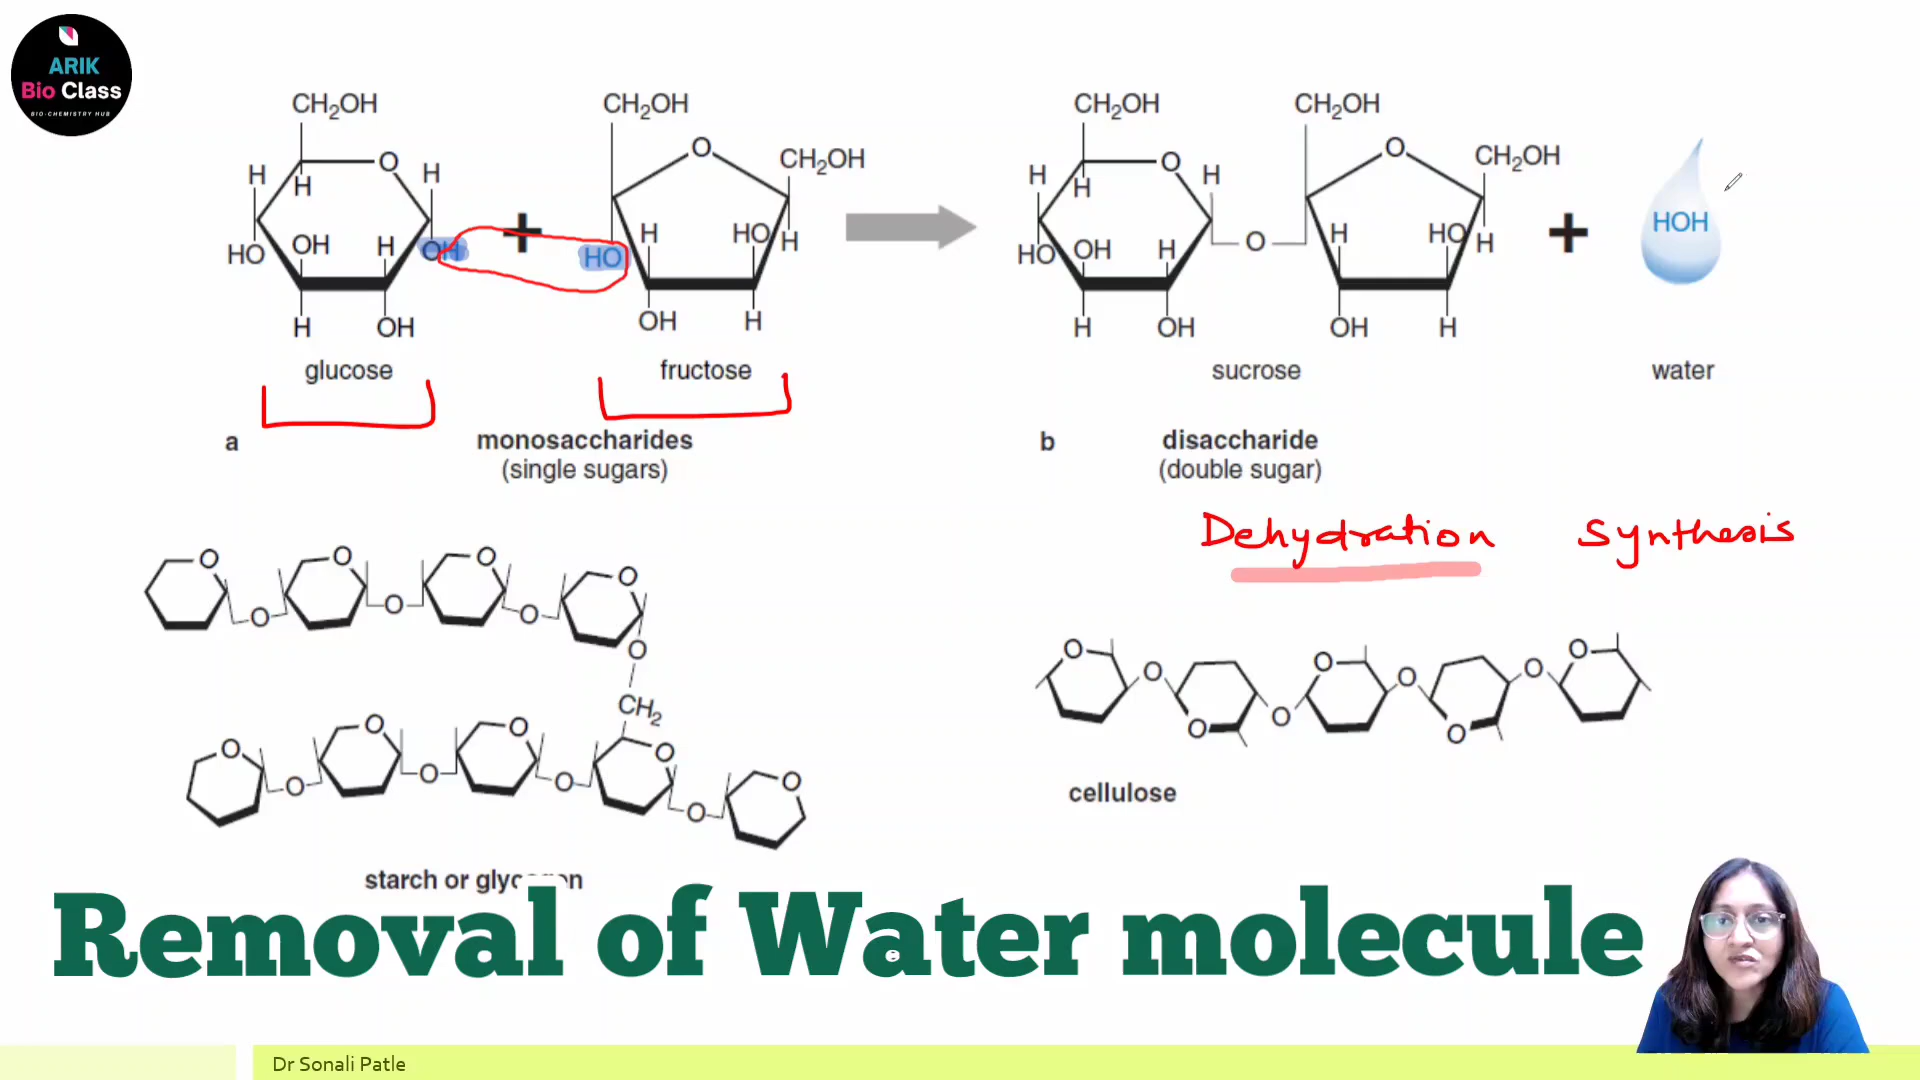 ARIK
Bio Class
BIO-CHEMISTRY HUB
CH₂OH CH₂OH CH₂OH CH₂OH
O O CH₂OH O O CH₂OH
H H H H H H
HO OH H OH HO H HO H HO OH H O H HO H HOH
H OH OH H H OH OH H
glucose fructose sucrose water
a monosaccharides b disaccharide
(single sugars) (double sugar)
Dehydration Synthesis
O O O O
O O O
O
CH₂
O O O O O
O O O O
starch or glycogen
O O O O O O O O O
cellulose
Removal of Water molecule
Dr Sonali Patle